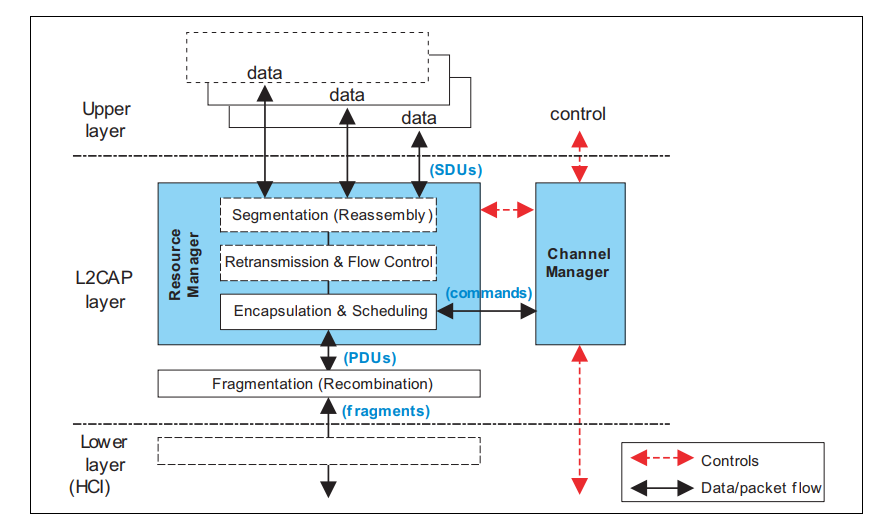 data
data
data
Upper
layer
control
(SDUs)
Resource
Manager
Segmentation (Reassembly)
Retransmission & Flow Control
Encapsulation & Scheduling
(commands)
Channel
Manager
L2CAP
layer
(PDUs)
Fragmentation (Recombination)
(fragments)
Lower
layer
(HCI)
Controls
Data/packet flow